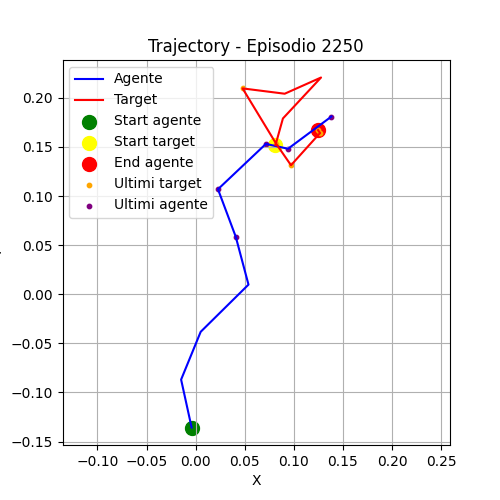 Trajectory - Episodio 2250
Agente
Target
Start agente
Start target
End agente
Ultimi target
Ultimi agente
0.20
0.15
0.10
0.05
0.00
−0.05
−0.10
−0.15
−0.10
−0.05
0.00
0.05
0.10
0.15
0.20
0.25
X